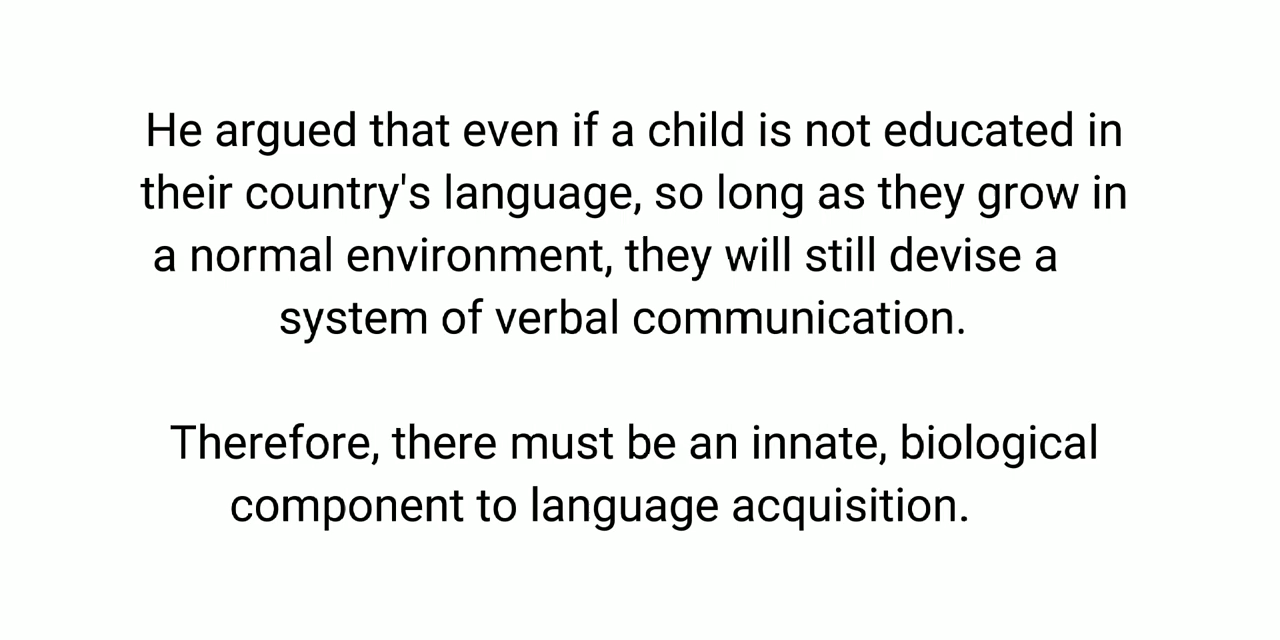 He argued that even if a child is not educated in
their country's language, so long as they grow in
a normal environment, they will still devise a
system of verbal communication.
Therefore, there must be an innate, biological
component to language acquisition.